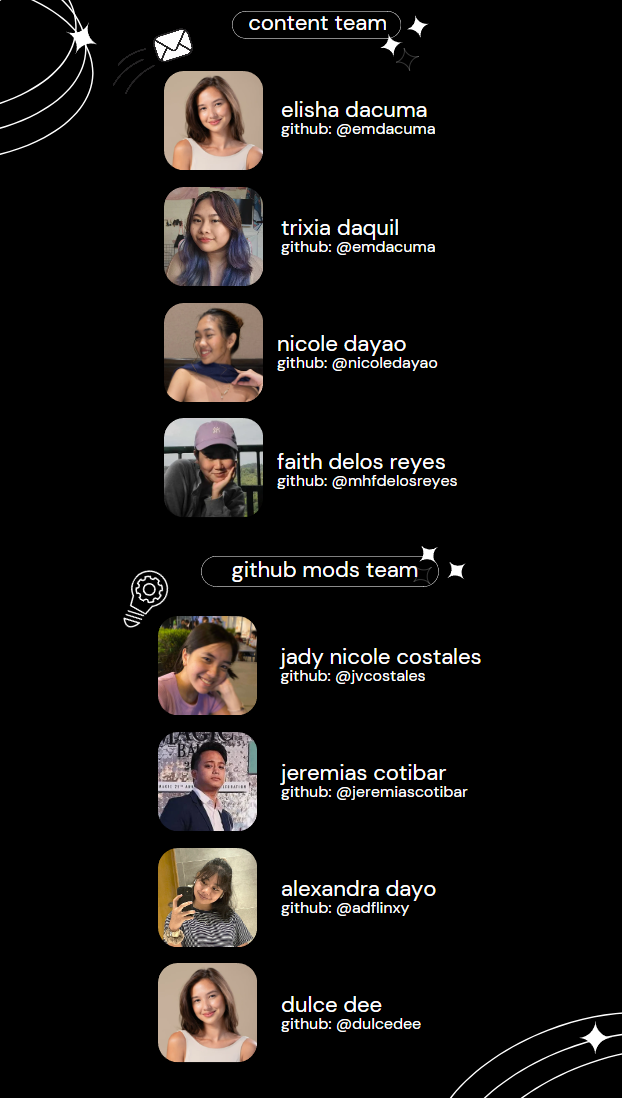 content team
elisha dacuma
github: @emdacuma
trixia daquil
github: @emdacuma
nicole dayao
github: @nicoledayao
faith delos reyes
github: @mhfdelosreyes
github mods team
jady nicole costales
github: @jvcostales
jeremias cotibar
github: @jeremiascotibar
alexandra dayo
github: @adflinxy
dulce dee
github: @dulcedee